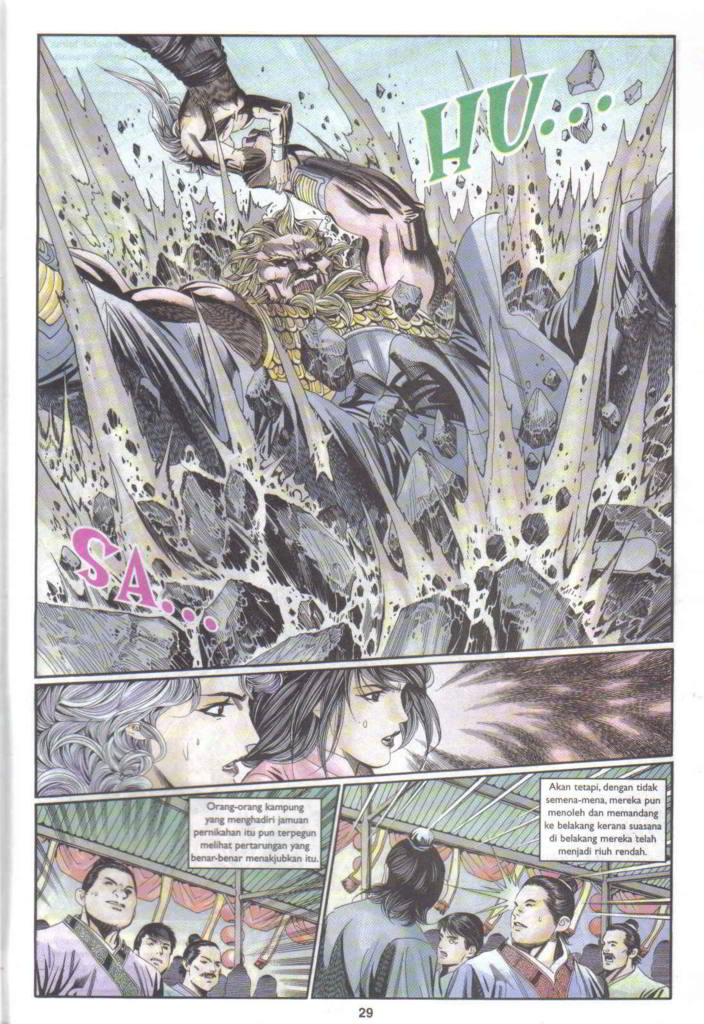 HU...
SA...
Orang-orang kampung
yang menghadiri jamuan
pernikahan itu pun terpegun
melihat pertarungan yang
benar-benar menakjubkan itu.
Akan tetapi, dengan tidak
semena-mena, mereka pun
menoleh dan memandang
ke belakang kerana suasana
di belakang mereka telah
menjadi riuh rendah.
29